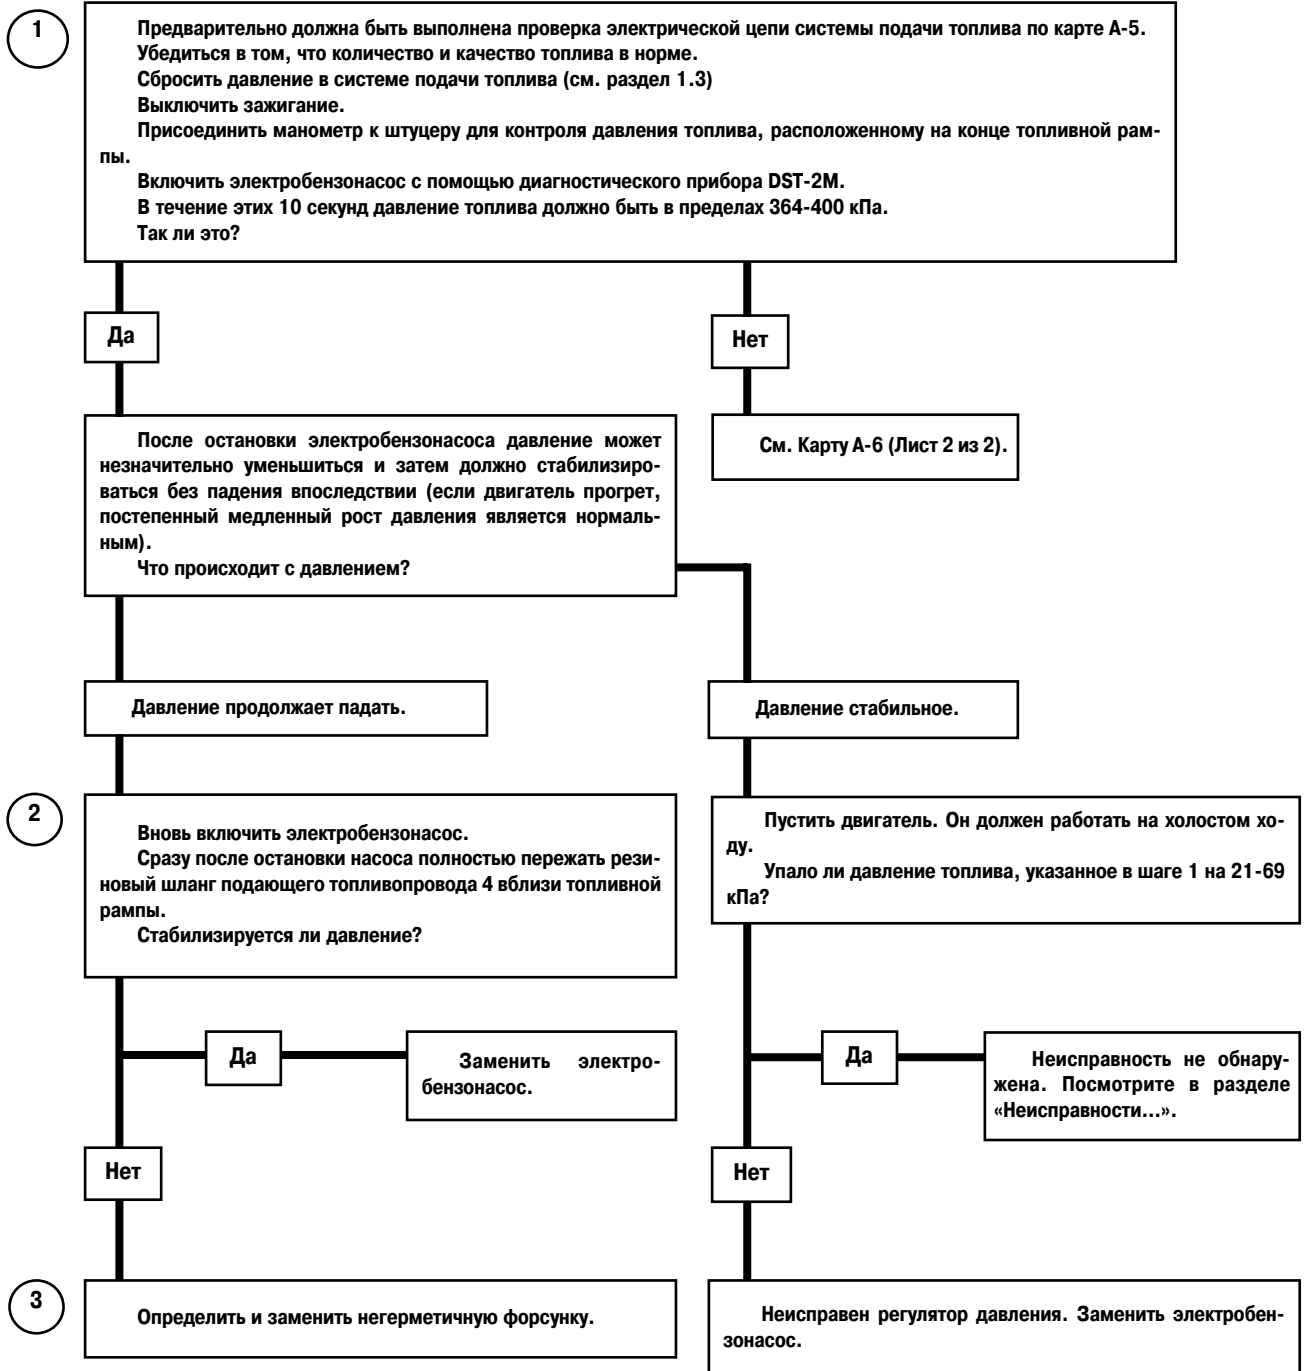 1
Предварительно должна быть выполнена проверка электрической цепи системы подачи топлива по карте А-5.
Убедиться в том, что количество и качество топлива в норме.
Сбросить давление в системе подачи топлива (см. раздел 1.3)
Выключить зажигание.
Присоединить манометр к штуцеру для контроля давления топлива, расположенному на конце топливной рам-
пы.
Включить электробензонасос с помощью диагностического прибора DST-2M.
В течение этих 10 секунд давление топлива должно быть в пределах 364-400 кПа.
Так ли это?
Да
Нет
После остановки электробензонасоса давление может
незначительно уменьшиться и затем должно стабилизиро-
ваться без падения впоследствии (если двигатель прогрет,
постепенный медленный рост давления является нормаль-
ным).
Что происходит с давлением?
См. Карту А-6 (Лист 2 из 2).
Давление продолжает падать.
Давление стабильное.
2
Вновь включить электробензонасос.
Сразу после остановки насоса полностью пережать рези-
новый шланг подающего топливопровода 4 вблизи топливной
рампы.
Стабилизируется ли давление?
Пустить двигатель. Он должен работать на холостом хо-
ду.
Упало ли давление топлива, указанное в шаге 1 на 21-69
кПа?
Да
Заменить электро-
бензонасос.
Да
Неисправность не обнару-
жена. Посмотрите в разделе
«Неисправности...».
Нет
Нет
3
Определить и заменить негерметичную форсунку.
Неисправен регулятор давления. Заменить электробен-
зонасос.